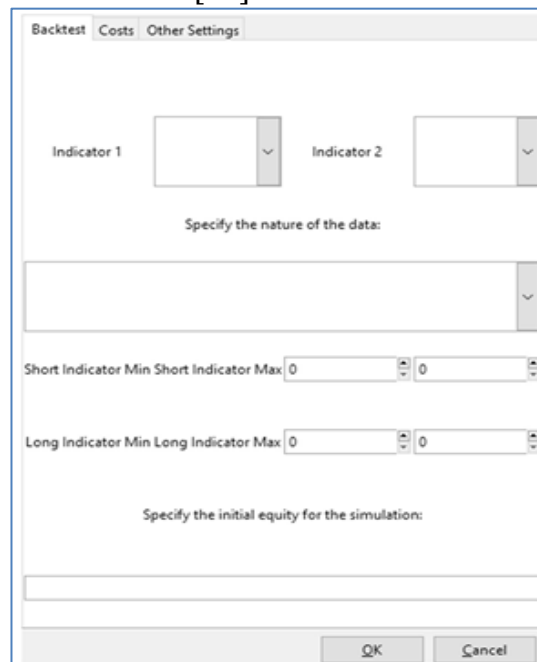 Backtest Costs Other Settings
Indicator 1 Indicator 2
Specify the nature of the data:
Short Indicator Min Short Indicator Max 0 0
Long Indicator Min Long Indicator Max 0 0
Specify the initial equity for the simulation:
OK Cancel